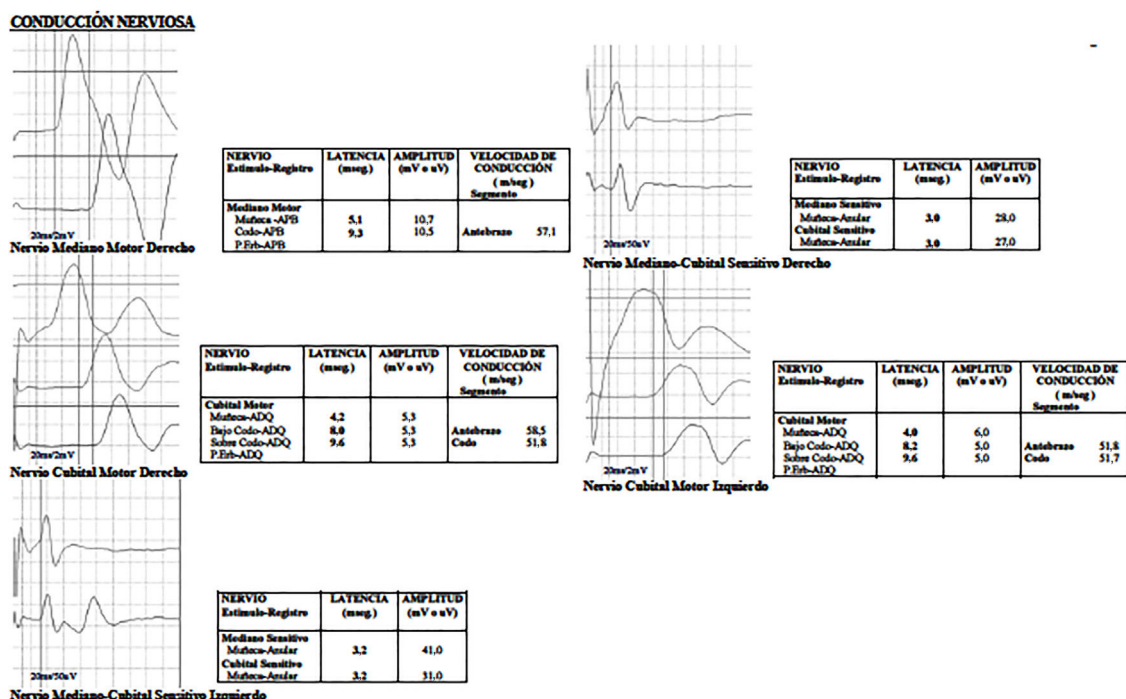 CONDUCCIÓN NERVIOSA
20ms/2mV
Nervio Mediano Motor Derecho
NERVIO LATENCIA AMPLITUD VELOCIDAD DE
Estimulo-Registro (mseg.) (mV o uV) CONDUCCIÓN
( m/seg )
Segmento
Mediano Motor
Muñeca -APB 5,1 10,7
Codo-APB 9,3 10,5 Antebrazo 57,1
P.Erb-APB
20ms/50uV
Nervio Mediano-Cubital Sensitivo Derecho
NERVIO LATENCIA AMPLITUD
Estimulo-Registro (mseg.) (mV o uV)
Mediano Sensitivo
Muñeca-Anular 3,0 28,0
Cubital Sensitivo
Muñeca-Anular 3,0 27,0
20ms/2mV
Nervio Cubital Motor Derecho
NERVIO LATENCIA AMPLITUD VELOCIDAD DE
Estimulo-Registro (mseg.) (mV o uV) CONDUCCIÓN
( m/seg )
Segmento
Cubital Motor
Muñeca-ADQ 4,2 5,3
Bajo Codo-ADQ 8,0 5,3 Antebrazo 58,5
Sobre Codo-ADQ 9,6 5,3 Codo 51,8
P.Erb-ADQ
20ms/2mV
Nervio Cubital Motor Izquierdo
NERVIO LATENCIA AMPLITUD VELOCIDAD DE
Estimulo-Registro (mseg.) (mV o uV) CONDUCCIÓN
( m/seg )
Segmento
Cubital Motor
Muñeca-ADQ 4,0 6,0
Bajo Codo-ADQ 8,2 5,0 Antebrazo 51,8
Sobre Codo-ADQ 9,6 5,0 Codo 51,7
P.Erb-ADQ
20ms/50uV
Nervio Mediano-Cubital Sensitivo Izquierdo
NERVIO LATENCIA AMPLITUD
Estimulo-Registro (mseg.) (mV o uV)
Mediano Sensitivo
Muñeca-Anular 3,2 41,0
Cubital Sensitivo
Muñeca-Anular 3,2 31,0